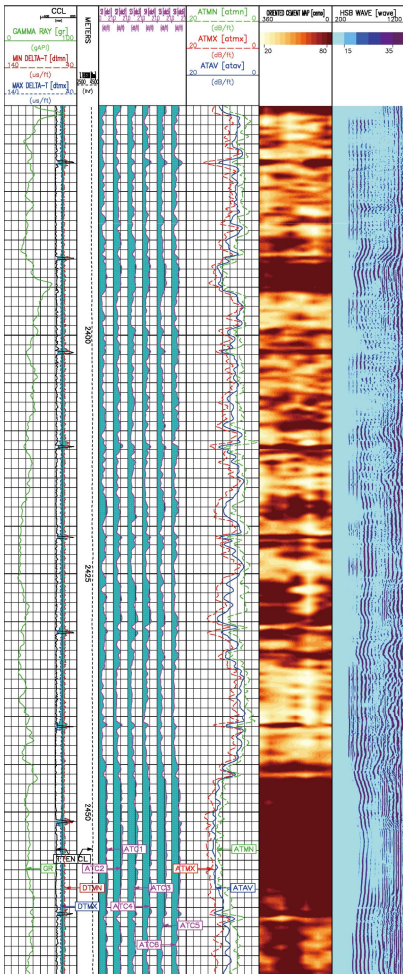 CCL
GAMMA RAY [gr]
0 100
(gAPI)
MIN DELTA-T [dtmn]
140 40
(us/ft)
MAX DELTA-T [dtmx]
140 40
(us/ft)
METERS
(hr)
ATMN [atmn]
20 0
(dB/ft)
ATMX [atmx]
20 0
(dB/ft)
ATAV [atav]
20 0
(dB/ft)
ORIENTED CEMENT MAP [cemo]
360 0
20 80
HSB WAVE [wave]
200 1200
15 35
2400
2425
2450
TTEN CL
GR
DTMN
DTMX
ATC1
ATC2
ATC3
ATC4
ATC5
ATC6
ATMX
ATMN
ATAV